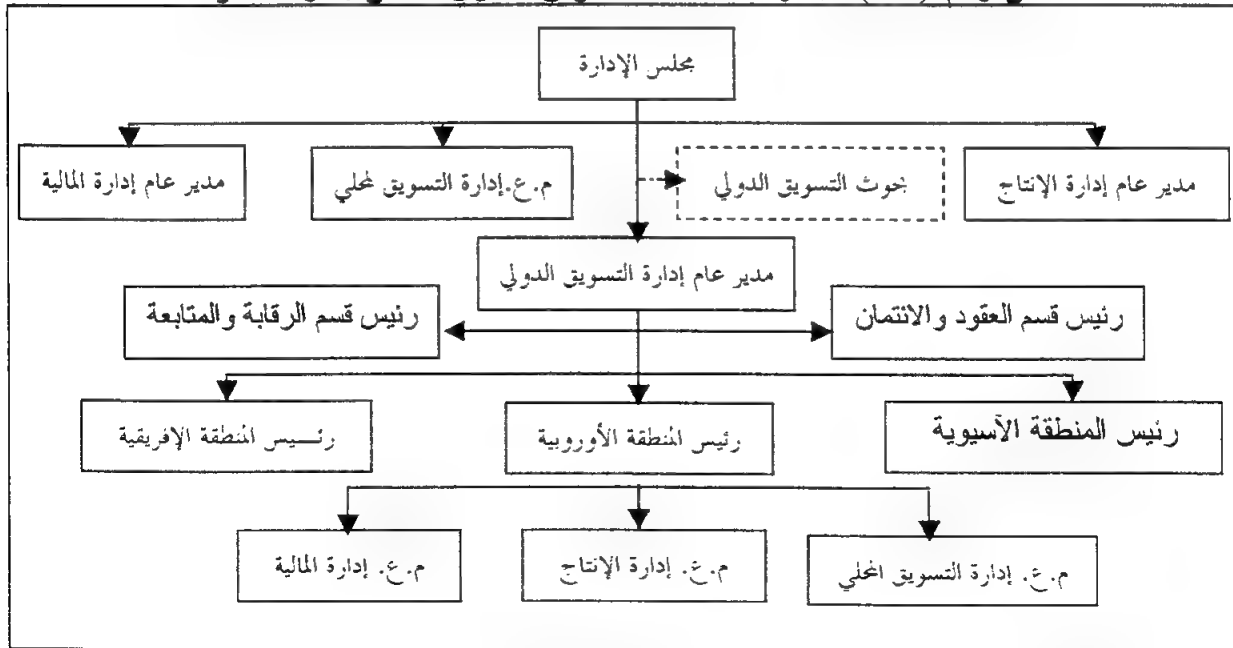 مجلس الإدارة
مدير عام إدارة الإنتاج
بحوث التسويق الدولي
م.ع.إدارة التسويق لمحلي
مدير عام إدارة المالية
مدير عام إدارة التسويق الدولي
رئيس قسم العقود والائتمان
رئيس قسم الرقابة والمتابعة
رئيس المنطقة الآسيوية
رئيس المنطقة الأوروبية
رئيس المنطقة الإفريقية
م.ع. إدارة التسويق المحلي
م.ع. إدارة الإنتاج
م.ع. إدارة المالية